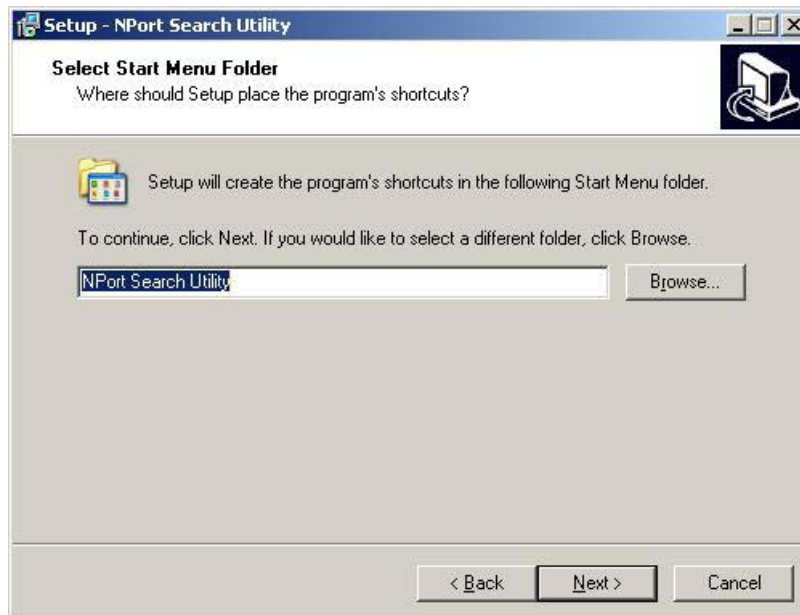 Setup - NPort Search Utility
Select Start Menu Folder
Where should Setup place the program's shortcuts?
Setup will create the program's shortcuts in the following Start Menu folder.
To continue, click Next. If you would like to select a different folder, click Browse.
NPort Search Utility
Browse...
< Back
Next >
Cancel